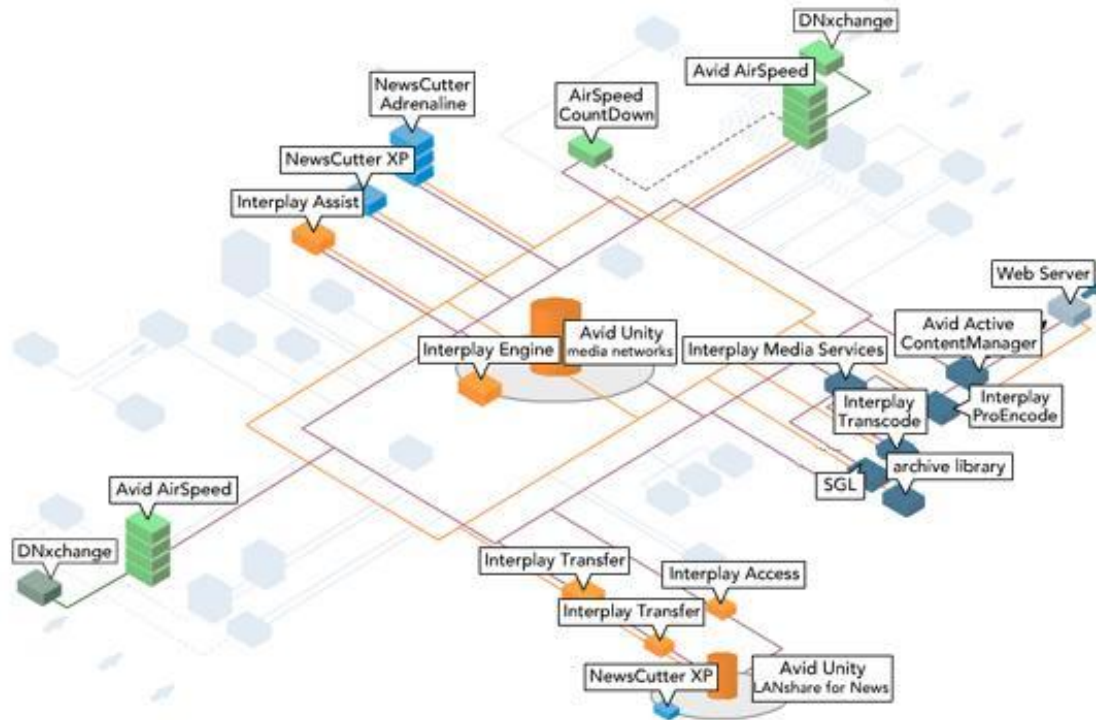 DNxchange
Avid AirSpeed
NewsCutter
Adrenaline
AirSpeed
CountDown
NewsCutter XP
Interplay Assist
Web Server
Avid Active
ContentManager
Avid Unity
media networks
Interplay Engine
Interplay Media Services
Interplay
Transcode
Interplay
ProEncode
archive library
SGL
Avid AirSpeed
DNxchange
Interplay Transfer
Interplay Access
Interplay Transfer
NewsCutter XP
Avid Unity
LANshare for News